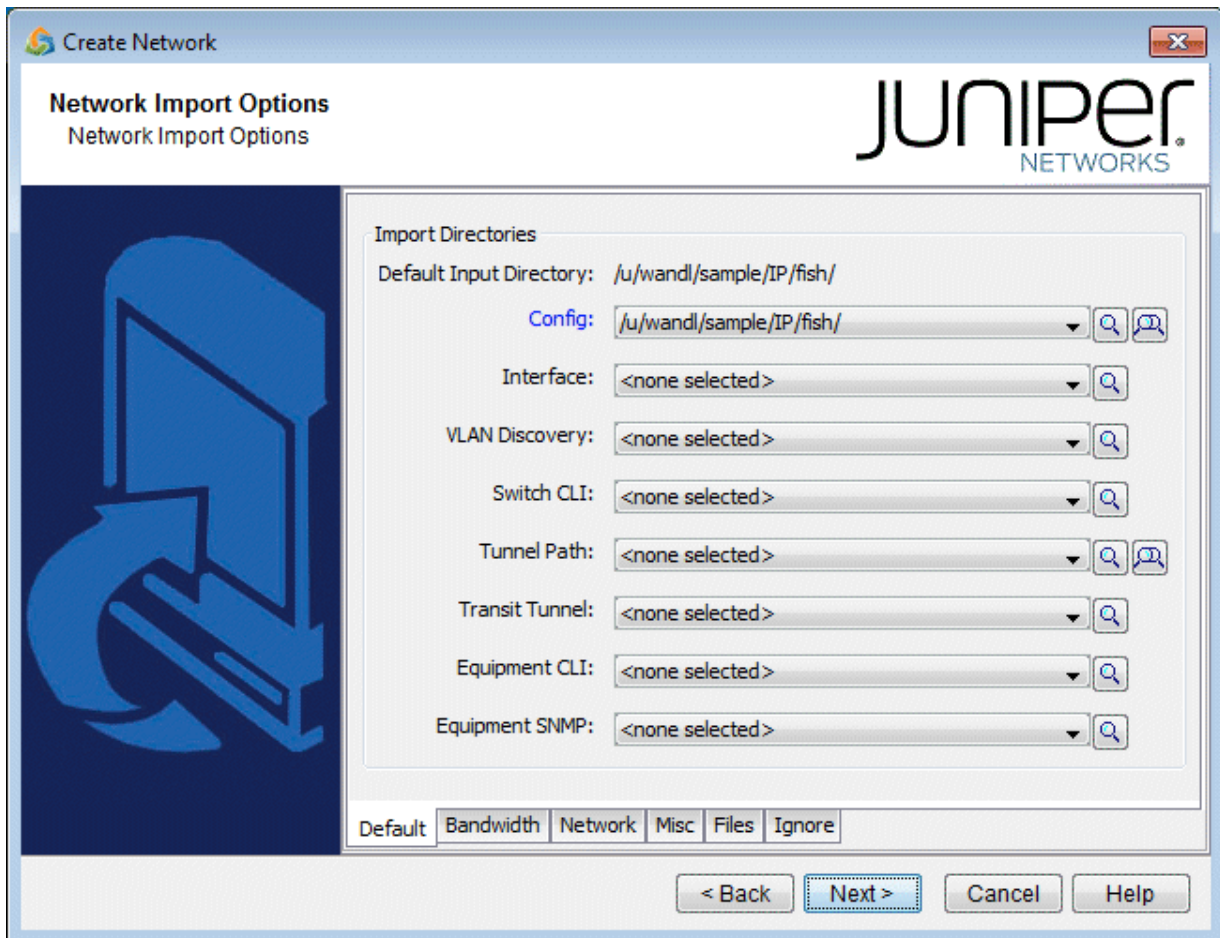 Create Network
Network Import Options
Network Import Options
JUNIPER
NETWORKS
Import Directories
Default Input Directory: /u/wandl/sample/IP/fish/
Config: /u/wandl/sample/IP/fish/
Interface: <none selected>
VLAN Discovery: <none selected>
Switch CLI: <none selected>
Tunnel Path: <none selected>
Transit Tunnel: <none selected>
Equipment CLI: <none selected>
Equipment SNMP: <none selected>
Default Bandwidth Network Misc Files Ignore
< Back Next > Cancel Help